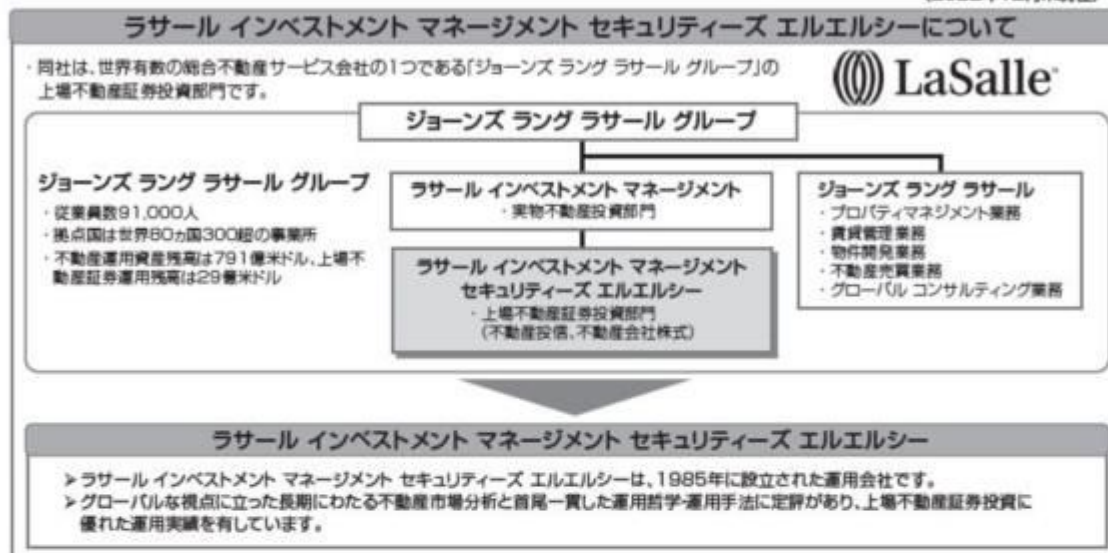 ラサール インベストメント マネージメント セキュリティーズ エルエルシーについて
・同社は、世界有数の総合不動産サービス会社の1つである「ジョーンズ ラング ラサール グループ」の
上場不動産証券投資部門です。
LaSalle
ジョーンズ ラング ラサール グループ
ジョーンズ ラング ラサール グループ
・従業員数91,000人
・拠点国は世界80ヵ国300超の事業所
・不動産運用資産残高は791億米ドル、上場不
動産証券運用残高は29億米ドル
ラサール インベストメント マネージメント
・実物不動産投資部門
ラサール インベストメント マネージメント
セキュリティーズ エルエルシー
・上場不動産証券投資部門
(不動産投信、不動産会社株式)
ジョーンズ ラング ラサール
・プロパティマネジメント業務
・賃貸管理業務
・物件開発業務
・不動産売買業務
・グローバル コンサルティング業務
ラサール インベストメント マネージメント セキュリティーズ エルエルシー
➢ラサール インベストメント マネージメント セキュリティーズ エルエルシーは、1985年に設立された運用会社です。
➢グローバルな視点に立った長期にわたる不動産市場分析と首尾一貫した運用哲学・運用手法に定評があり、上場不動産証券投資に
優れた運用実績を有しています。